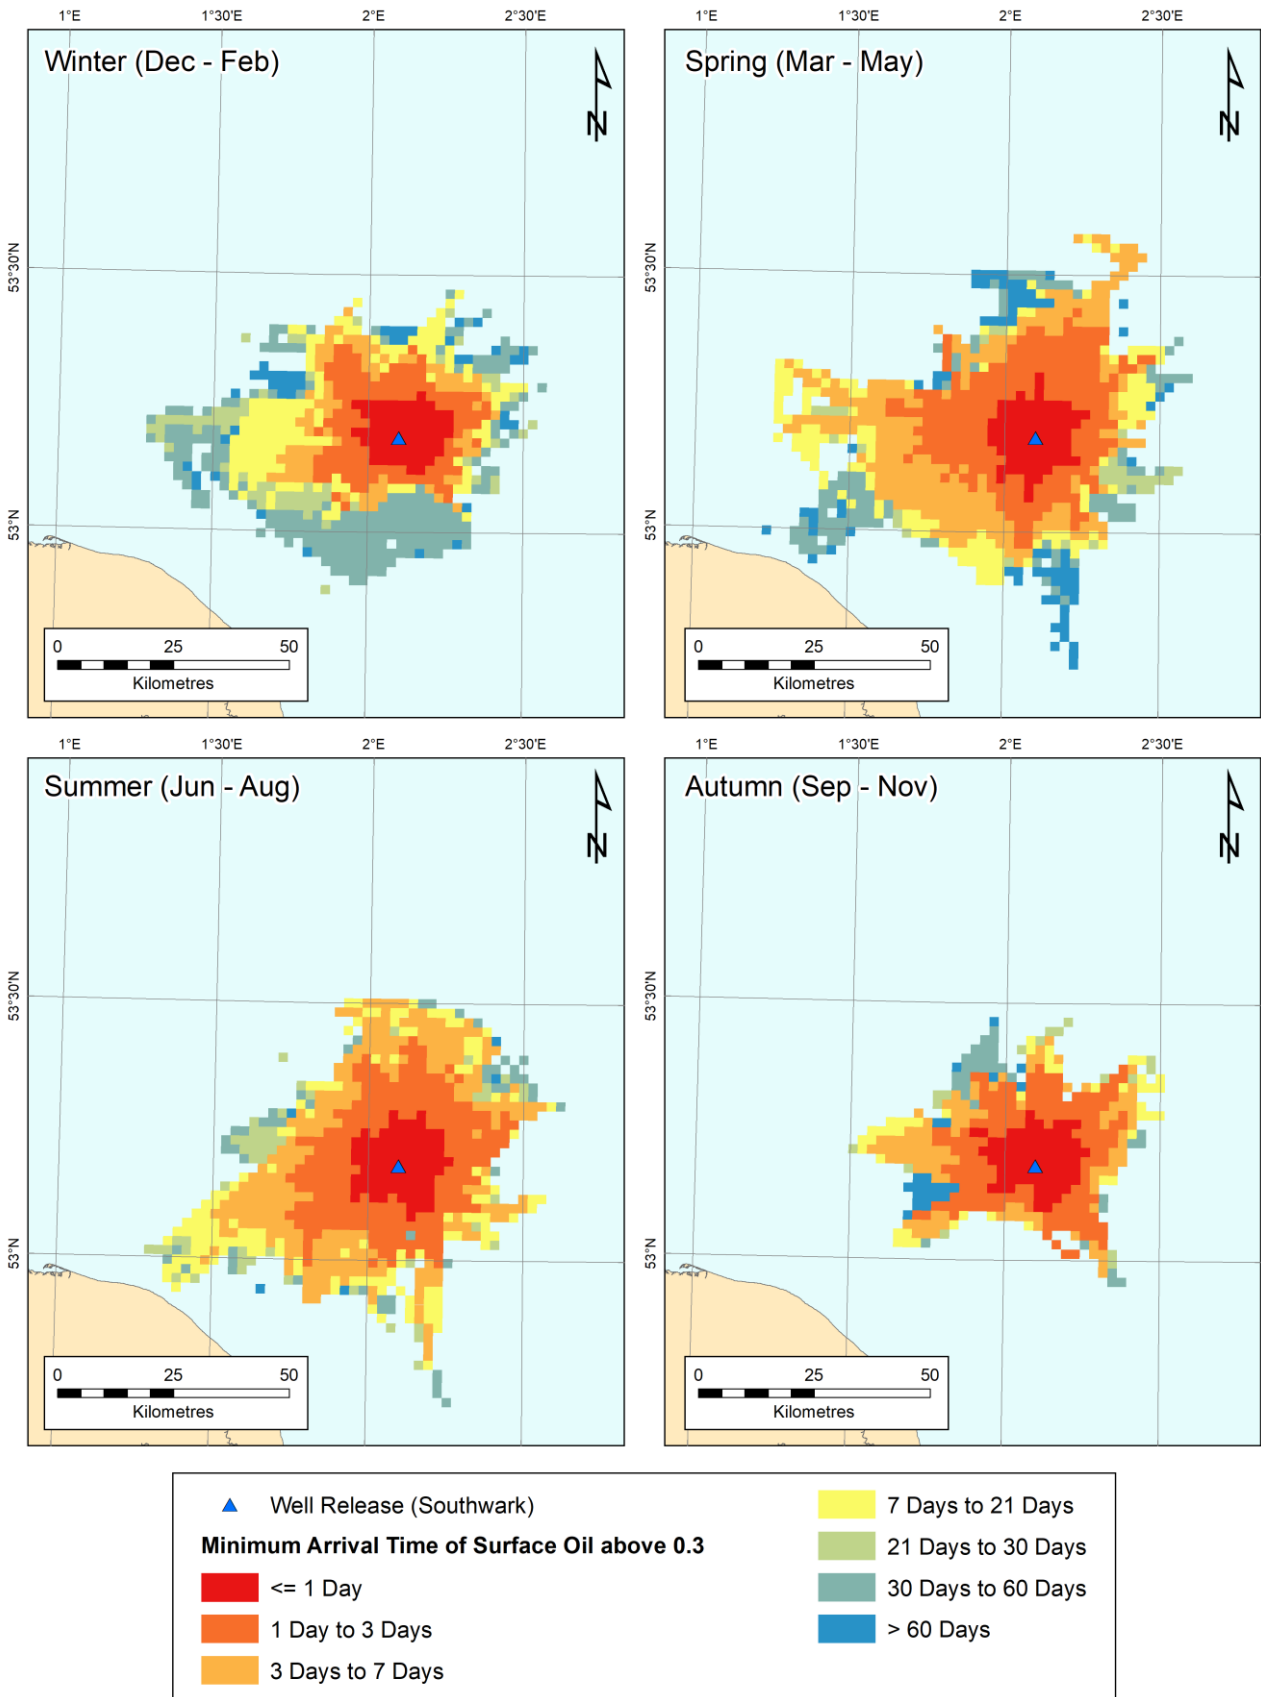 1°E 1°30'E 2°E 2°30'E 1°E 1°30'E 2°E 2°30'E
Winter (Dec - Feb)
N
53°30'N
53°N
0 25 50
Kilometres
Spring (Mar - May)
N
53°30'N
53°N
0 25 50
Kilometres
1°E 1°30'E 2°E 2°30'E 1°E 1°30'E 2°E 2°30'E
Summer (Jun - Aug)
N
53°30'N
53°N
0 25 50
Kilometres
Autumn (Sep - Nov)
N
53°30'N
53°N
0 25 50
Kilometres
Well Release (Southwark)
Minimum Arrival Time of Surface Oil above 0.3
<= 1 Day
1 Day to 3 Days
3 Days to 7 Days
7 Days to 21 Days
21 Days to 30 Days
30 Days to 60 Days
> 60 Days